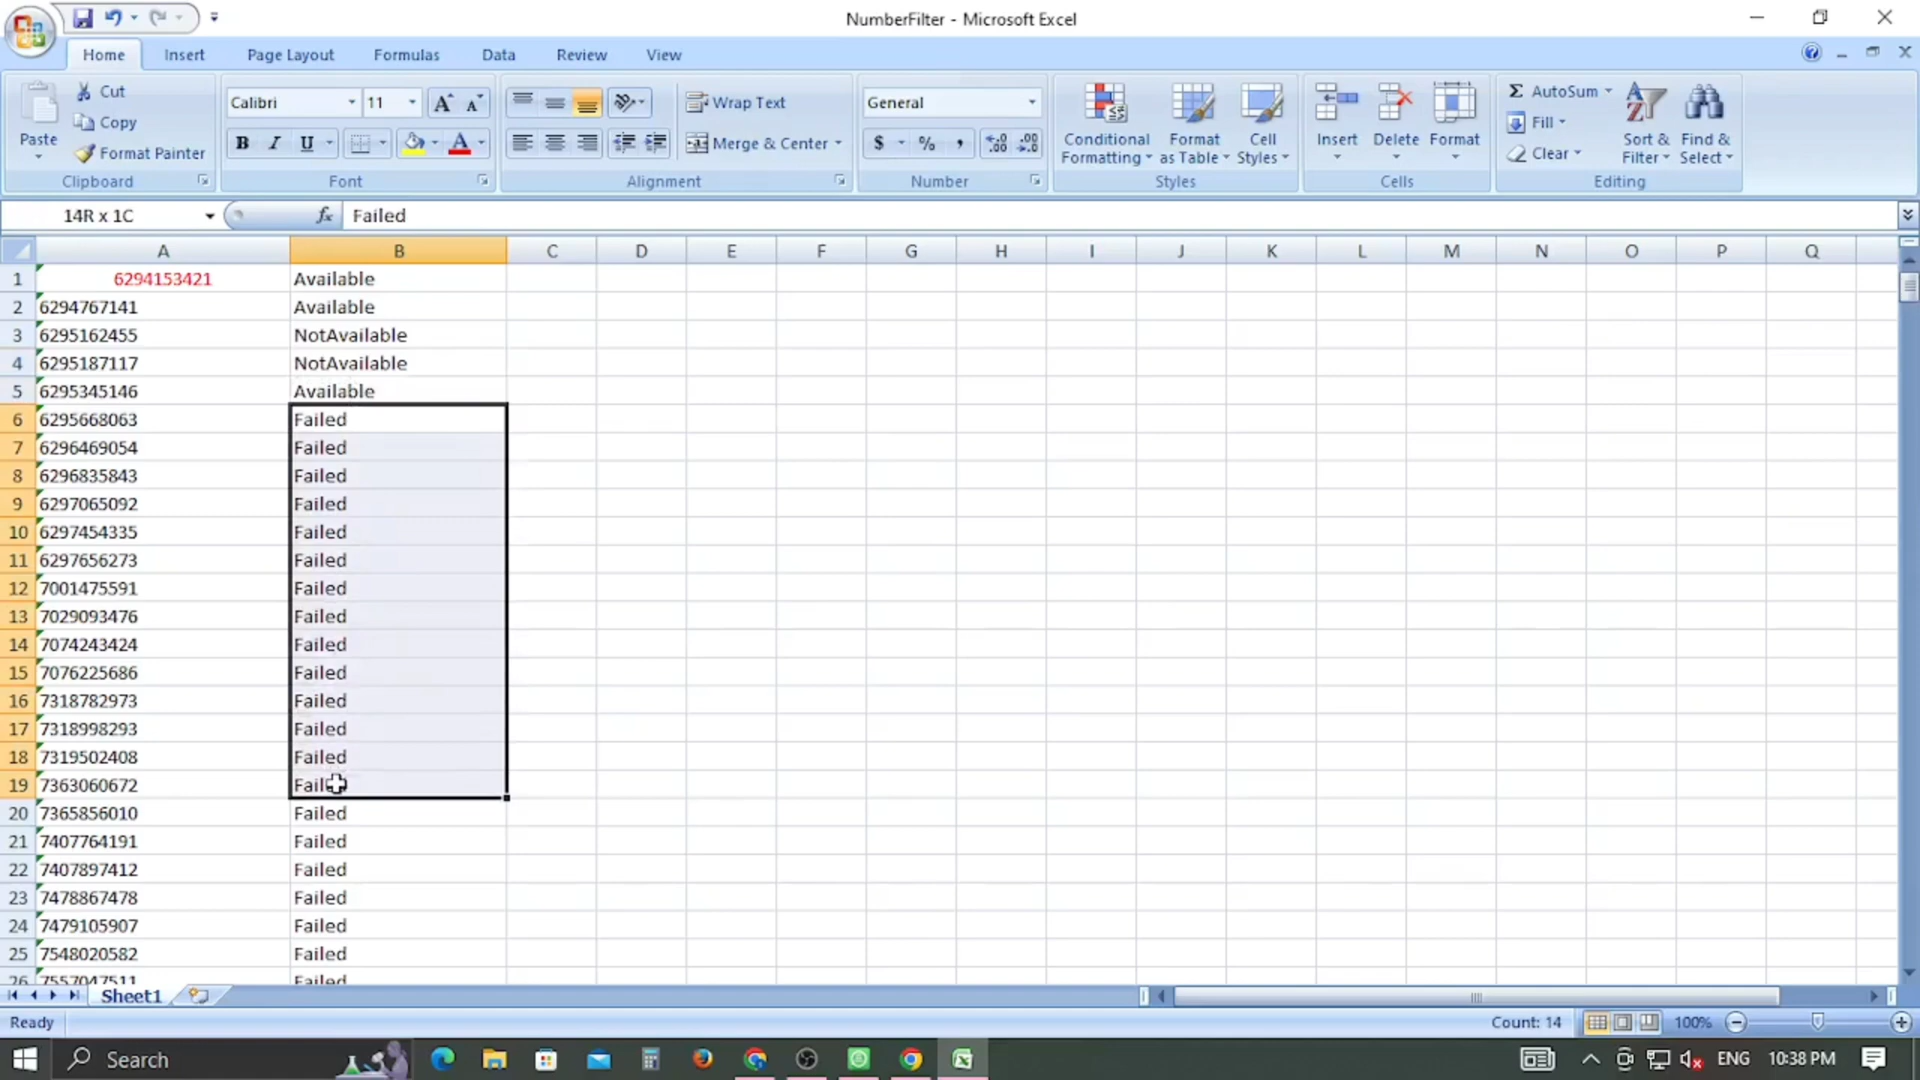 NumberFilter - Microsoft Excel
Home Insert Page Layout Formulas Data Review View
Paste
Cut
Copy
Format Painter
Clipboard
Calibri 11
B I U
Font
Wrap Text
Merge & Center
Alignment
General
$ % ,
Number
Conditional Formatting
Format as Table
Cell Styles
Styles
Insert Delete Format
Cells
Σ AutoSum
Fill
Clear
Sort & Filter
Find & Select
Editing
14R x 1C fx Failed
A B C D E F G H I J K L M N O P Q
1 6294153421 Available
2 6294767141 Available
3 6295162455 NotAvailable
4 6295187117 NotAvailable
5 6295345146 Available
6 6295668063 Failed
7 6296469054 Failed
8 6296835843 Failed
9 6297065092 Failed
10 6297454335 Failed
11 6297656273 Failed
12 7001475591 Failed
13 7029093476 Failed
14 7074243424 Failed
15 7076225686 Failed
16 7318782973 Failed
17 7318998293 Failed
18 7319502408 Failed
19 7363060672 Failed
20 7365856010 Failed
21 7407764191 Failed
22 7407897412 Failed
23 7478867478 Failed
24 7479105907 Failed
25 7548020582 Failed
26 7557047511 Failed
Sheet1
Ready Count: 14 100%
Search ENG 10:38 PM